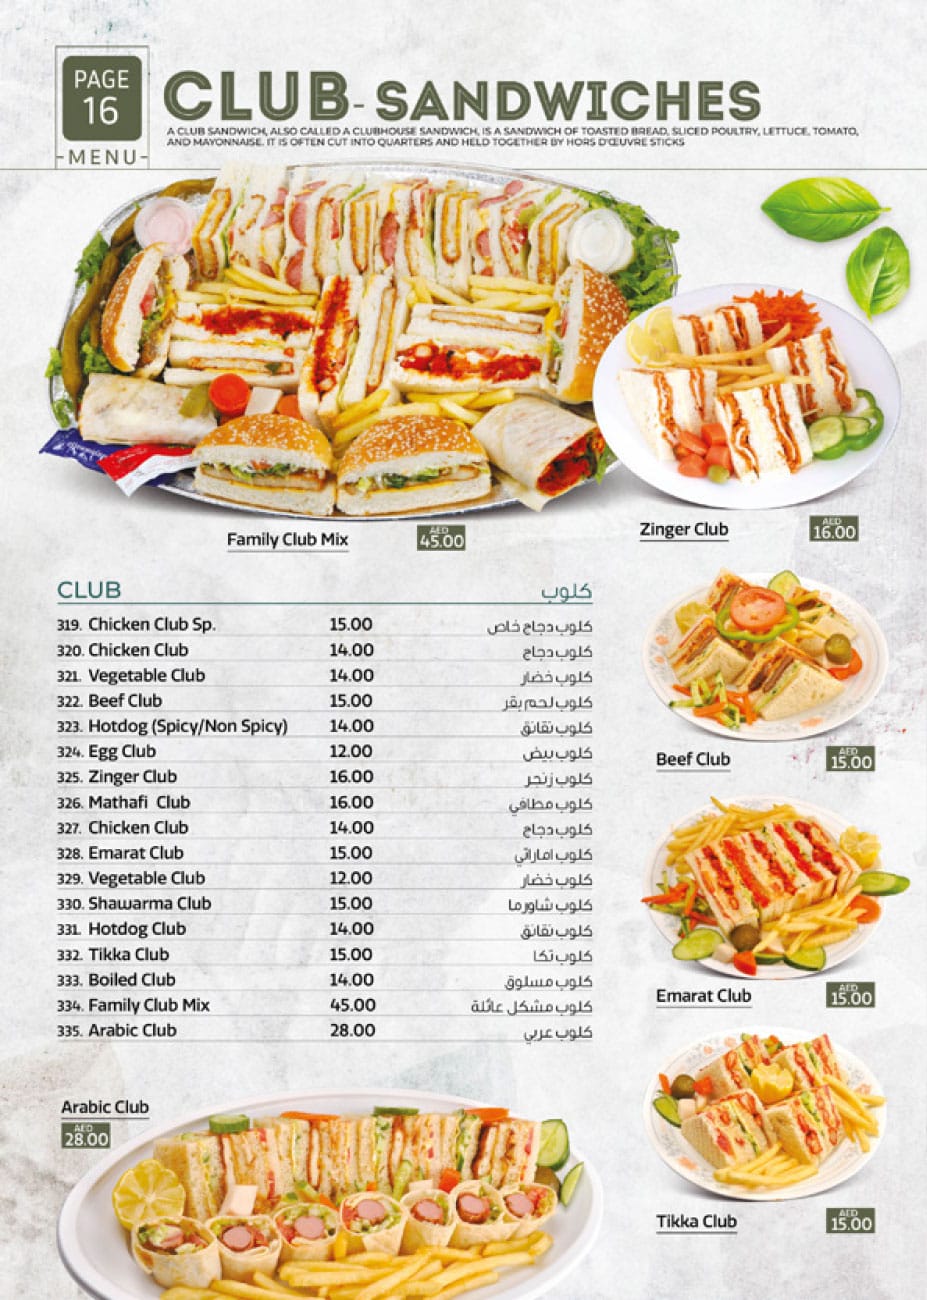 PAGE
16
-MENU-
CLUB- SANDWICHES
A CLUB SANDWICH, ALSO CALLED A CLUBHOUSE SANDWICH, IS A SANDWICH OF TOASTED BREAD, SLICED POULTRY, LETTUCE, TOMATO,
AND MAYONNAISE. IT IS OFTEN CUT INTO QUARTERS AND HELD TOGETHER BY HORS D'ŒUVRE STICKS
Family Club Mix AED 45.00
Zinger Club AED 16.00
CLUB كلوب
319. Chicken Club Sp. 15.00 كلوب دجاج خاص
320. Chicken Club 14.00 كلوب دجاج
321. Vegetable Club 14.00 كلوب خضار
322. Beef Club 15.00 كلوب لحم بقر
323. Hotdog (Spicy/Non Spicy) 14.00 كلوب نقانق
324. Egg Club 12.00 كلوب بيض
325. Zinger Club 16.00 كلوب زنجر
326. Mathafi Club 16.00 كلوب مطافي
327. Chicken Club 14.00 كلوب دجاج
328. Emarat Club 15.00 كلوب اماراتي
329. Vegetable Club 12.00 كلوب خضار
330. Shawarma Club 15.00 كلوب شاورما
331. Hotdog Club 14.00 كلوب نقانق
332. Tikka Club 15.00 كلوب تكا
333. Boiled Club 14.00 كلوب مسلوق
334. Family Club Mix 45.00 كلوب مشكل عائلة
335. Arabic Club 28.00 كلوب عربي
Beef Club AED 15.00
Emarat Club AED 15.00
Tikka Club AED 15.00
Arabic Club
AED 28.00